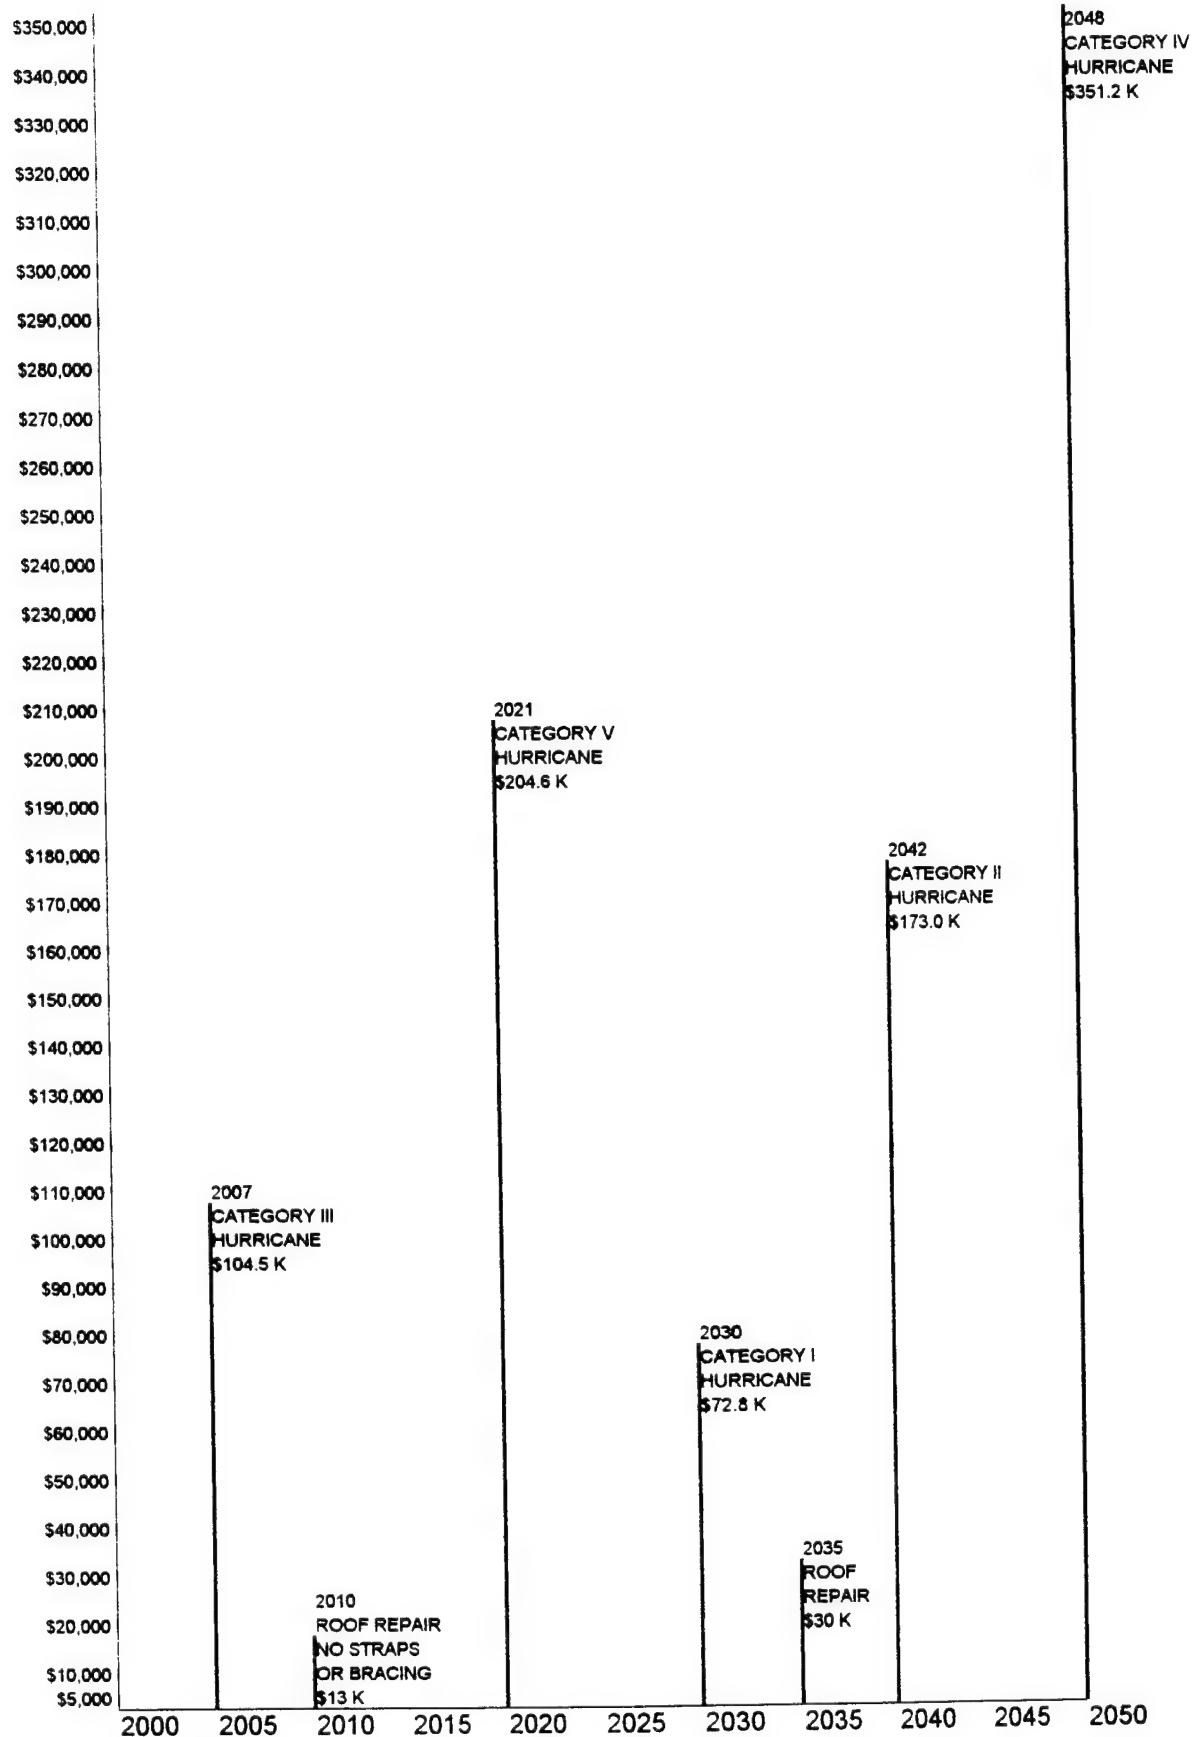 $350,000
$340,000
$330,000
$320,000
$310,000
$300,000
$290,000
$280,000
$270,000
$260,000
$250,000
$240,000
$230,000
$220,000
$210,000
$200,000
$190,000
$180,000
$170,000
$160,000
$150,000
$140,000
$130,000
$120,000
$110,000
$100,000
$90,000
$80,000
$70,000
$60,000
$50,000
$40,000
$30,000
$20,000
$10,000
$5,000
2007
CATEGORY III
HURRICANE
$104.5 K
2010
ROOF REPAIR
NO STRAPS
OR BRACING
$13 K
2021
CATEGORY V
HURRICANE
$204.6 K
2030
CATEGORY I
HURRICANE
$72.8 K
2035
ROOF
REPAIR
$30 K
2042
CATEGORY II
HURRICANE
$173.0 K
2048
CATEGORY IV
HURRICANE
$351.2 K
2000 2005 2010 2015 2020 2025 2030 2035 2040 2045 2050